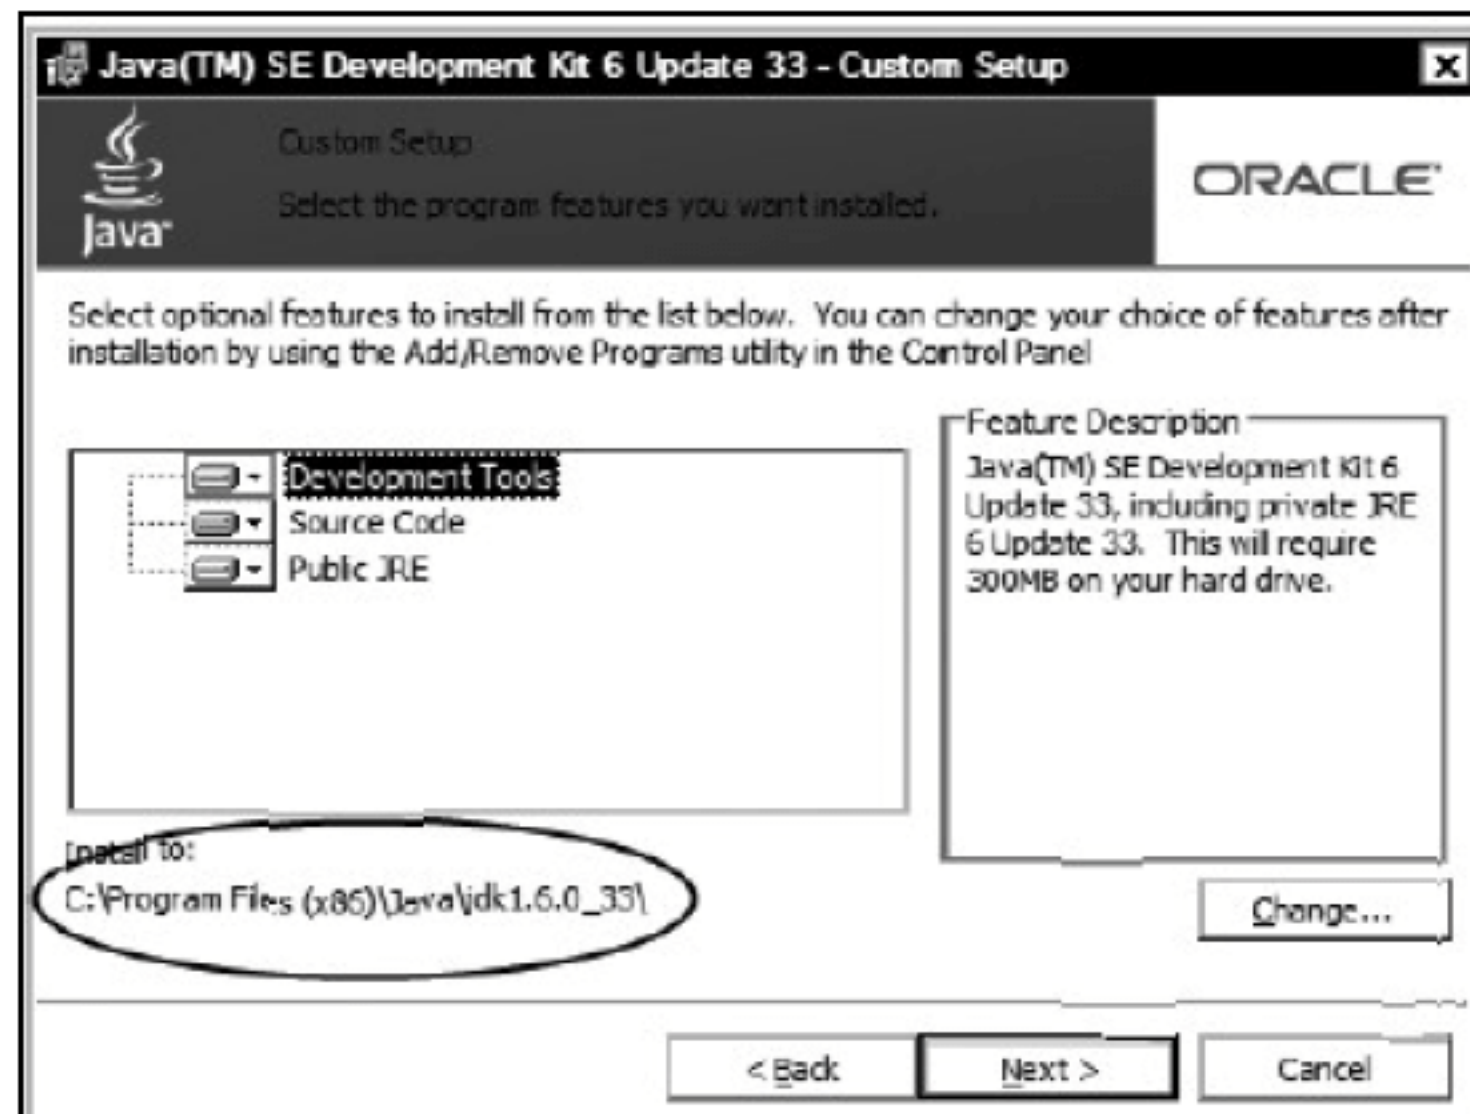 Java(TM) SE Development Kit 6 Update 33 - Custom Setup
Java
Custom Setup
Select the program features you want installed.
ORACLE
Select optional features to install from the list below. You can change your choice of features after
installation by using the Add/Remove Programs utility in the Control Panel
Development Tools
Source Code
Public JRE
Feature Description
Java(TM) SE Development Kit 6
Update 33, including private JRE
6 Update 33. This will require
300MB on your hard drive.
Install to:
C:\Program Files (x86)\Java\jdk1.6.0_33\
Change...
< Back
Next >
Cancel